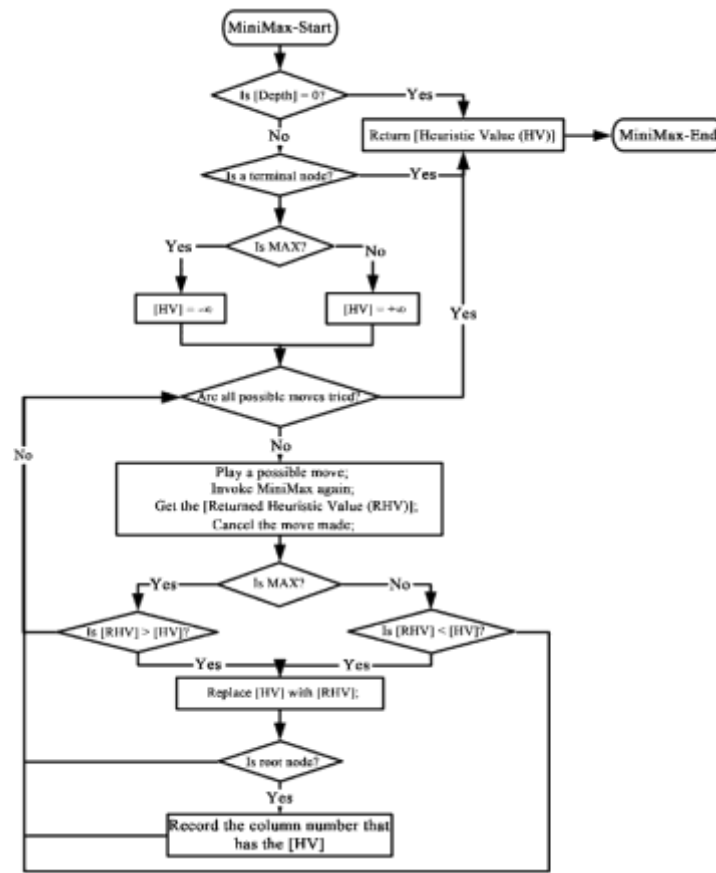 MiniMax-Start
Is [Depth] = 0?
Yes
No
Return [Heuristic Value (HV)]
MiniMax-End
Is a terminal node?
Yes
Yes
Is MAX?
No
[HV] = -∞
[HV] = +∞
Yes
Are all possible moves tried?
No
No
Play a possible move;
Invoke MiniMax again;
Get the [Returned Heuristic Value (RHV)];
Cancel the move made;
Yes
Is MAX?
No
Is [RHV] > [HV]?
Is [RHV] < [HV]?
Yes
Yes
Replace [HV] with [RHV];
Is root node?
Yes
Record the column number that
has the [HV]